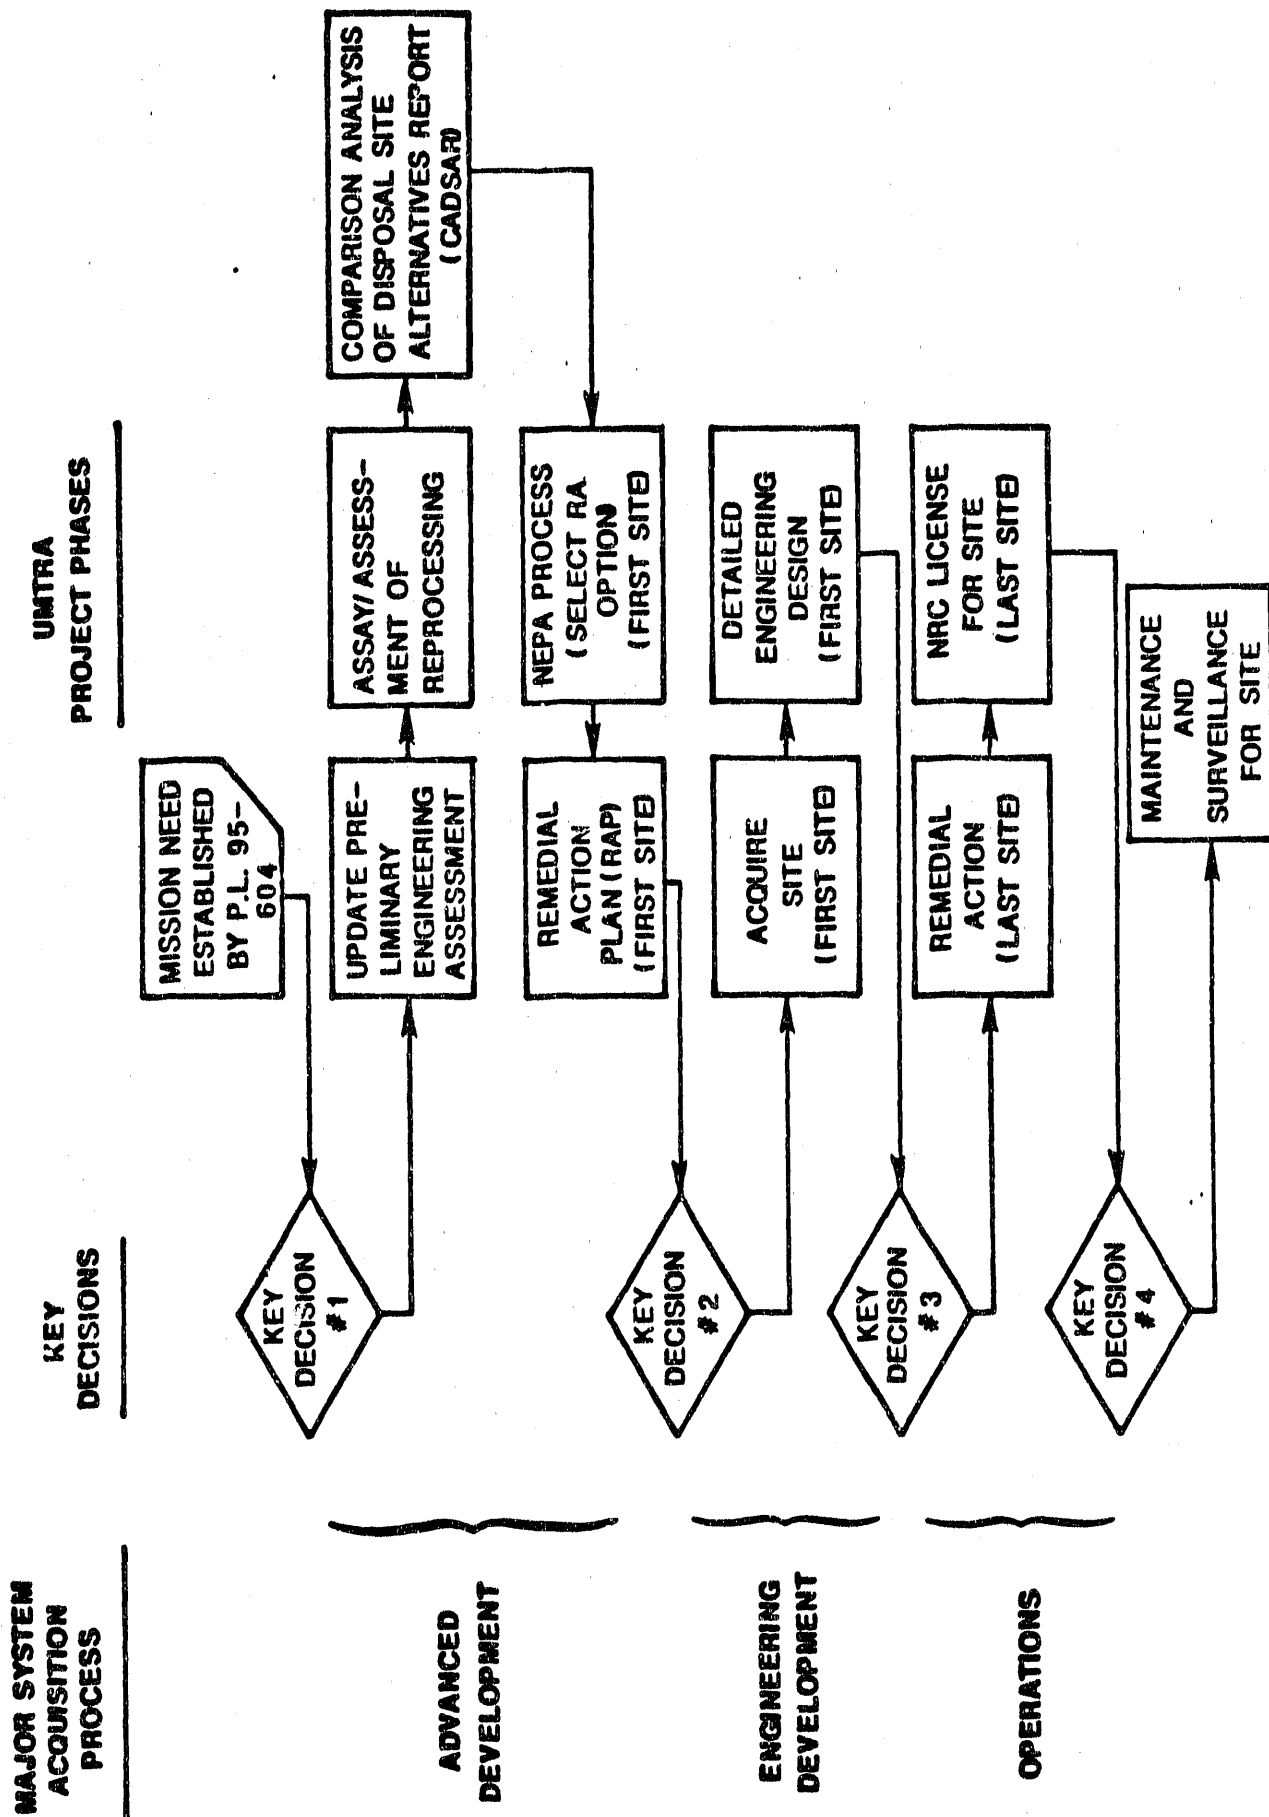 MAJOR SYSTEM
ACQUISITION
PROCESS
KEY
DECISIONS
UMTRA
PROJECT PHASES
MISSION NEED
ESTABLISHED
BY P.L. 95-
604
KEY
DECISION
#1
ADVANCED
DEVELOPMENT
UPDATE PRE-
LIMINARY
ENGINEERING
ASSESSMENT
ASSAY/ASSESS-
MENT OF
REPROCESSING
COMPARISON ANALYSIS
OF DISPOSAL SITE
ALTERNATIVES REPORT
(CADSAR)
NEPA PROCESS
(SELECT RA
OPTION)
(FIRST SITE)
REMEDIAL
ACTION
PLAN (RAP)
(FIRST SITE)
KEY
DECISION
#2
ENGINEERING
DEVELOPMENT
ACQUIRE
SITE
(FIRST SITE)
DETAILED
ENGINEERING
DESIGN
(FIRST SITE)
KEY
DECISION
#3
OPERATIONS
REMEDIAL
ACTION
(LAST SITE)
NRC LICENSE
FOR SITE
(LAST SITE)
KEY
DECISION
#4
MAINTENANCE
AND
SURVEILLANCE
FOR SITE